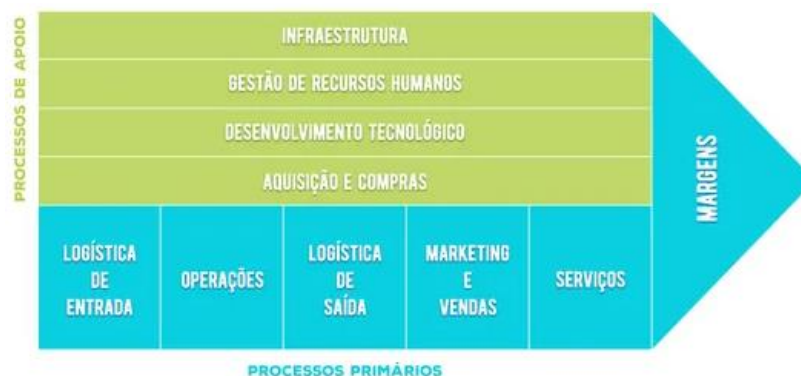 PROCESSOS DE APOIO
INFRAESTRUTURA
GESTÃO DE RECURSOS HUMANOS
DESENVOLVIMENTO TECNOLÓGICO
AQUISIÇÃO E COMPRAS
LOGÍSTICA
DE
ENTRADA
OPERAÇÕES
LOGÍSTICA
DE
SAÍDA
MARKETING
E
VENDAS
SERVIÇOS
MARGENS
PROCESSOS PRIMÁRIOS